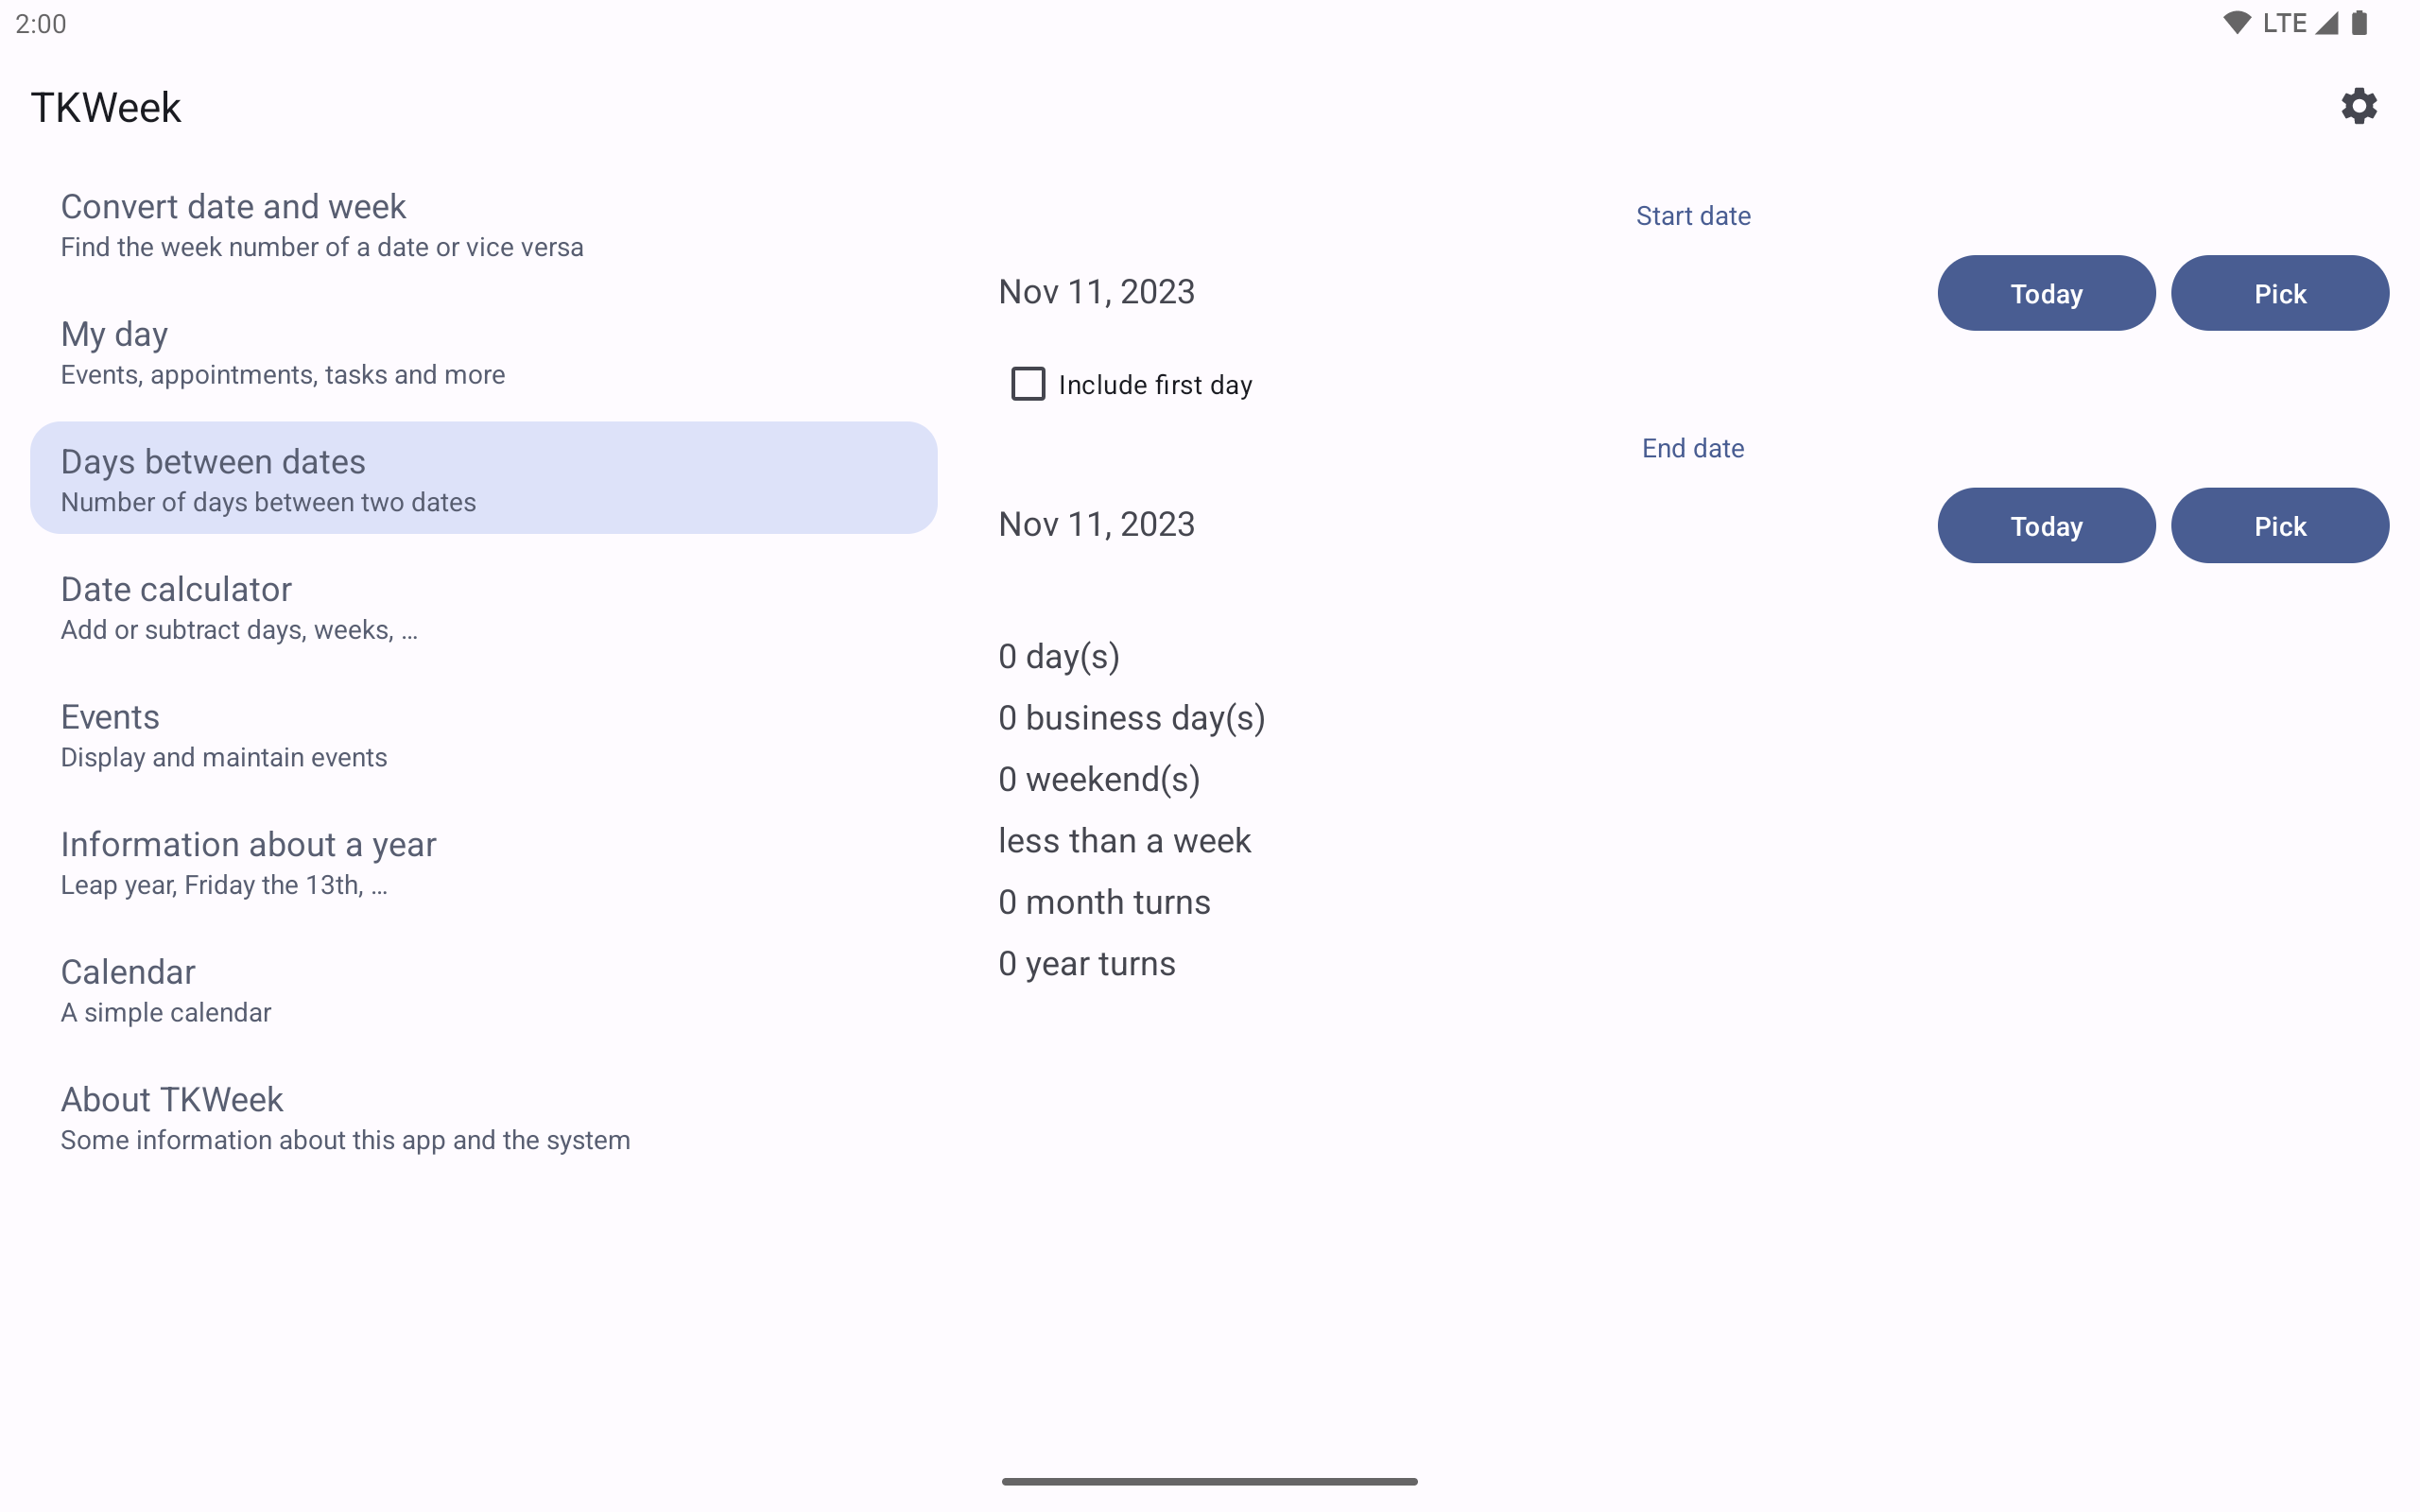 2:00
LTE
TKWeek
Convert date and week
Find the week number of a date or vice versa
My day
Events, appointments, tasks and more
Days between dates
Number of days between two dates
Date calculator
Add or subtract days, weeks, …
Events
Display and maintain events
Information about a year
Leap year, Friday the 13th, …
Calendar
A simple calendar
About TKWeek
Some information about this app and the system
Start date
Nov 11, 2023
Today
Pick
Include first day
End date
Nov 11, 2023
Today
Pick
0 day(s)
0 business day(s)
0 weekend(s)
less than a week
0 month turns
0 year turns